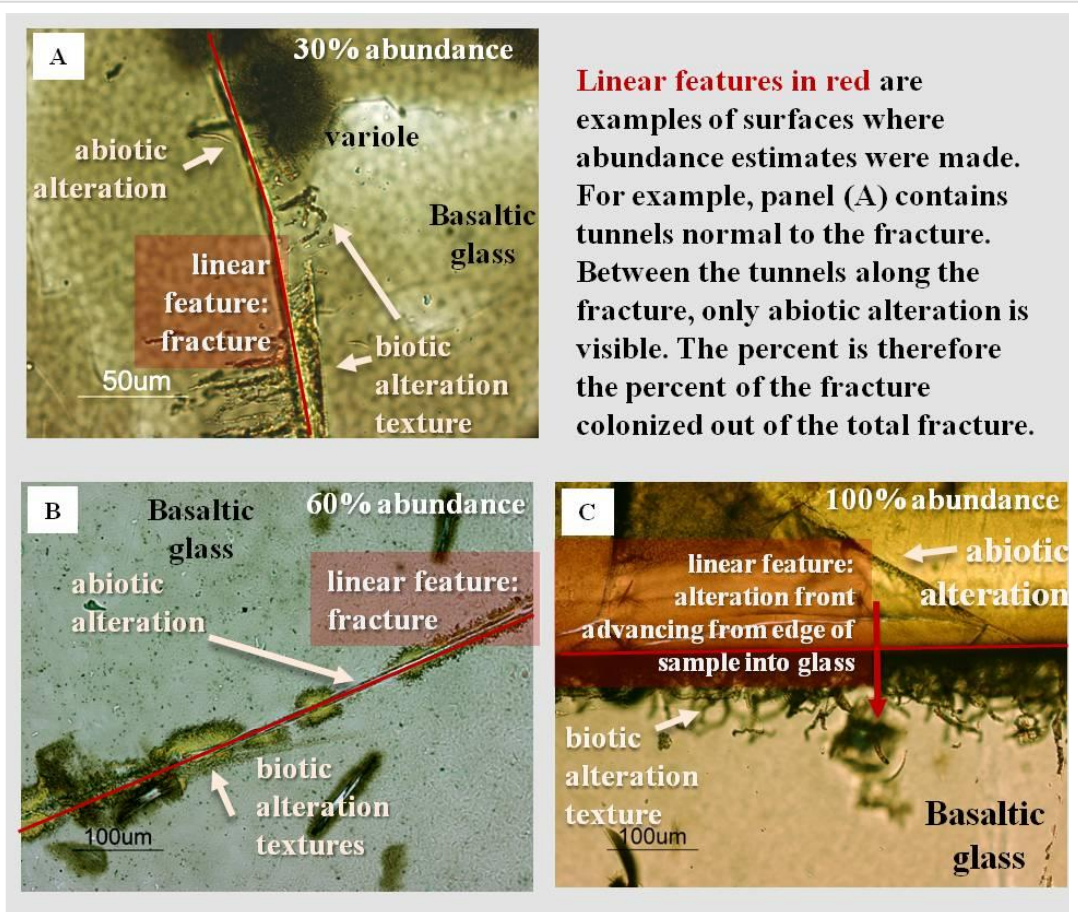 A
30% abundance
abiotic
alteration
variole
Basaltic
glass
linear
feature:
fracture
biotic
alteration
texture
50um
Linear features in red are
examples of surfaces where
abundance estimates were made.
For example, panel (A) contains
tunnels normal to the fracture.
Between the tunnels along the
fracture, only abiotic alteration is
visible. The percent is therefore
the percent of the fracture
colonized out of the total fracture.
B
Basaltic
glass
60% abundance
abiotic
alteration
linear feature:
fracture
biotic
alteration
textures
100um
C
100% abundance
linear feature:
alteration front
advancing from edge of
sample into glass
abiotic
alteration
biotic
alteration
texture
100um
Basaltic
glass